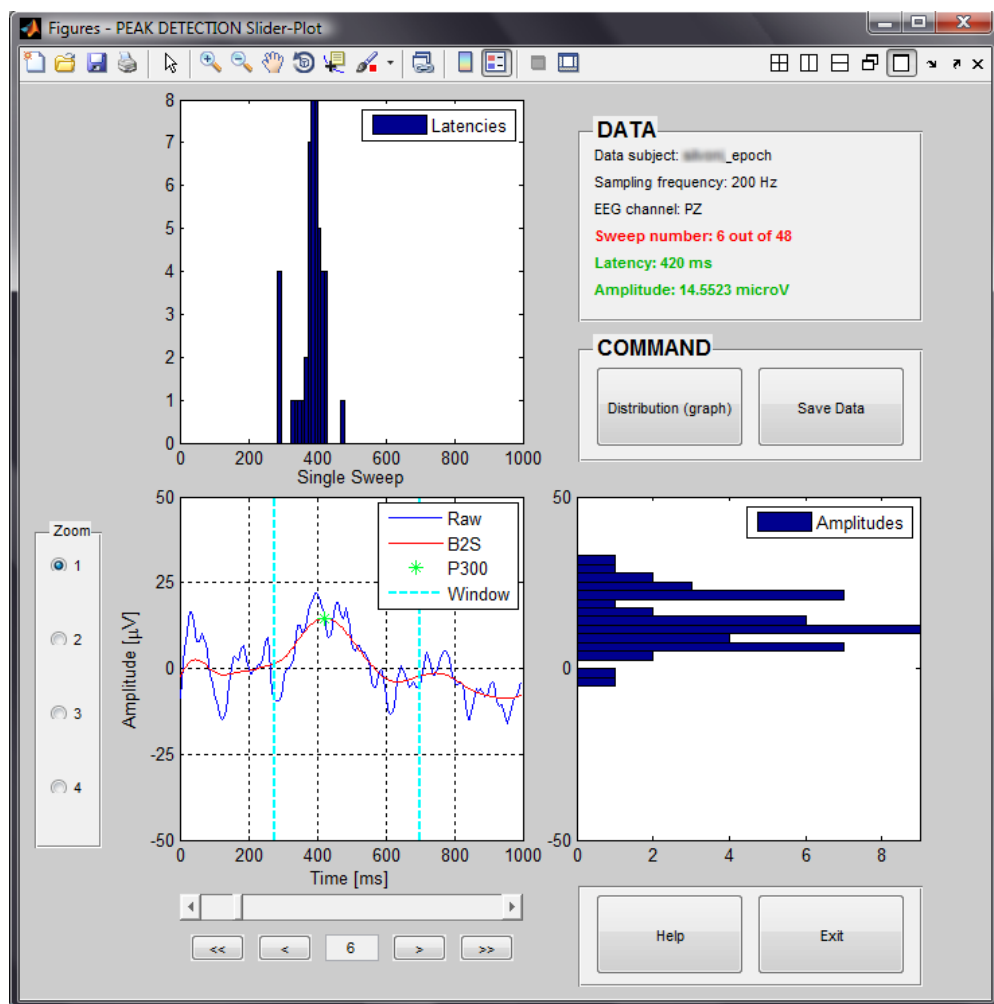 Figures - PEAK DETECTION Slider-Plot
8
7
6
5
4
3
2
1
0
Latencies
0 200 400 600 800 1000
Single Sweep
DATA
Data subject: _epoch
Sampling frequency: 200 Hz
EEG channel: PZ
Sweep number: 6 out of 48
Latency: 420 ms
Amplitude: 14.5523 microV
COMMAND
Distribution (graph)
Save Data
Zoom
1
2
3
4
Amplitude [µV]
50
25
0
-25
-50
Raw
B2S
P300
Window
0 200 400 600 800 1000
Time [ms]
50
0
-50
Amplitudes
0 2 4 6 8
<<
<
6
>
>>
Help
Exit